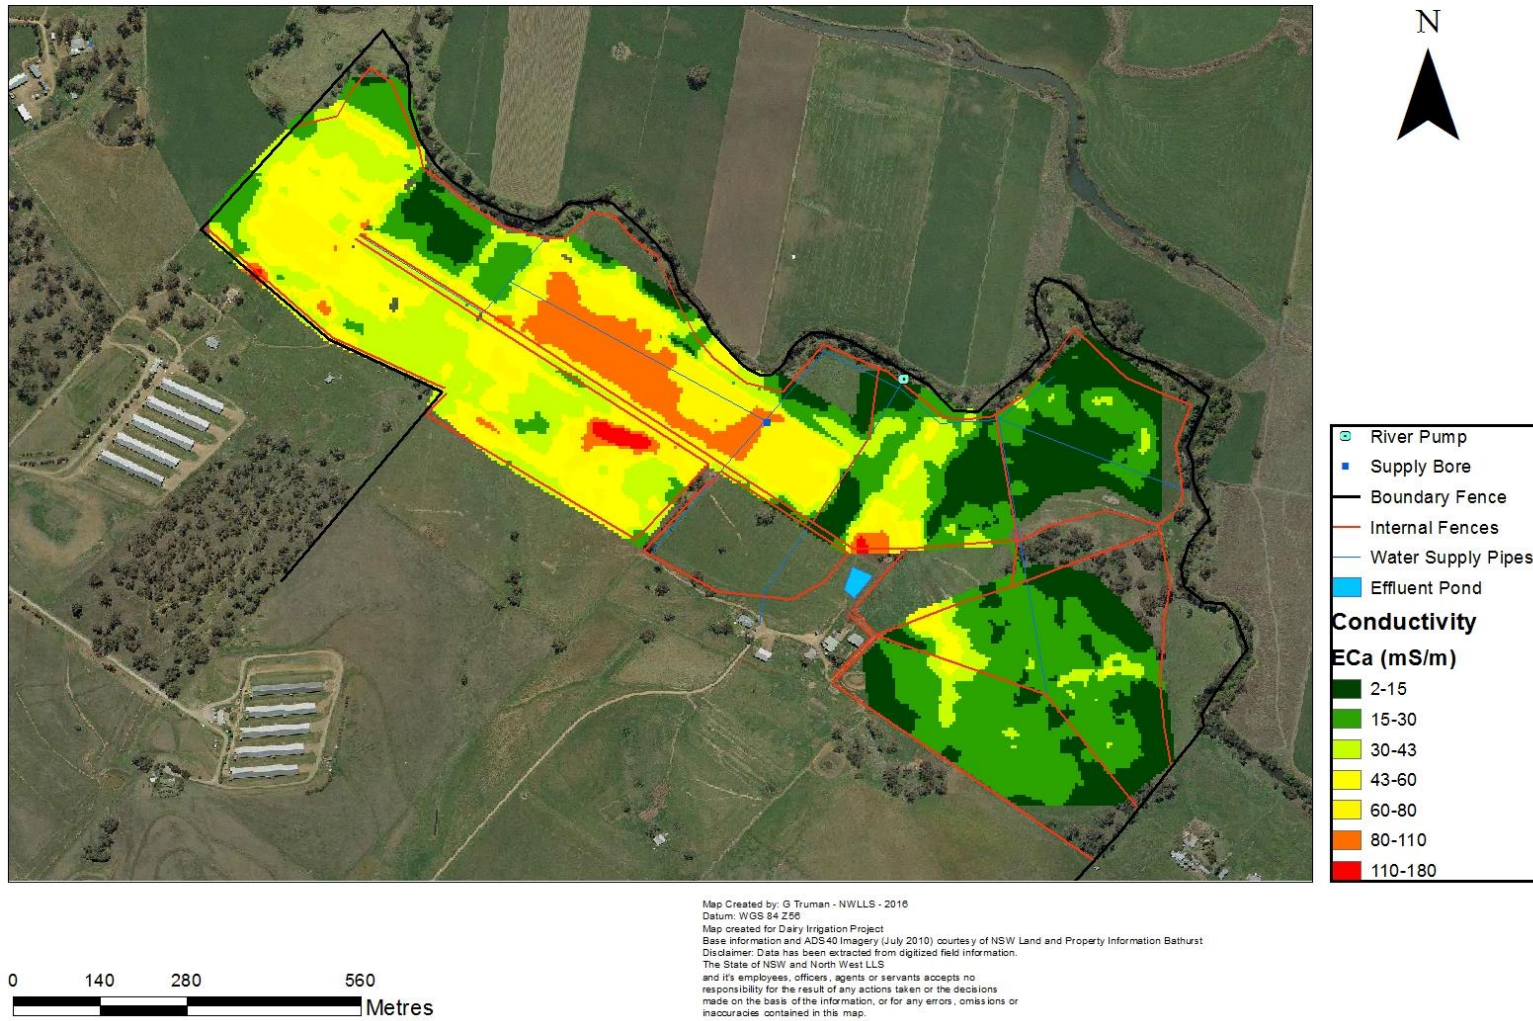 N
River Pump
Supply Bore
Boundary Fence
Internal Fences
Water Supply Pipes
Effluent Pond
Conductivity
ECa (mS/m)
2-15
15-30
30-43
43-60
60-80
80-110
110-180
Map Created by: G Truman - NWLLS - 2016
Datum: WGS 84 Z56
Map created for Dairy Irrigation Project
Base information and ADS40 Imagery (July 2010) courtesy of NSW Land and Property Information Bathurst
Disclaimer: Data has been extracted from digitized field information.
The State of NSW and North West LLS
and it's employees, officers, agents or servants accepts no
responsibility for the result of any actions taken or the decisions
made on the basis of the information, or for any errors, omissions or
inaccuracies contained in this map.
0 140 280 560
Metres